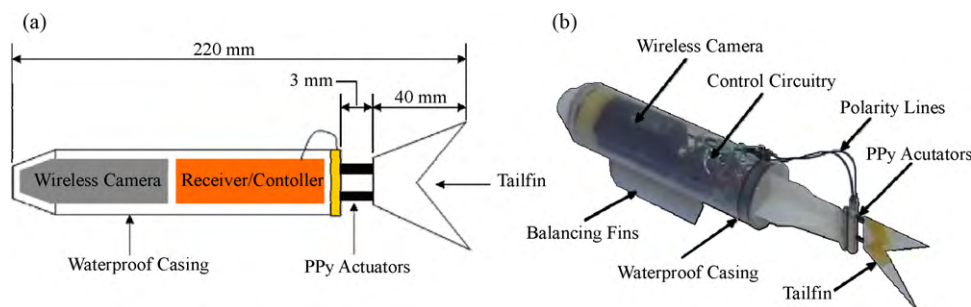 (a)
220 mm
3 mm
40 mm
Wireless Camera
Receiver/Contoller
Tailfin
Waterproof Casing
PPy Actuators
(b)
Wireless Camera
Control Circuitry
Polarity Lines
PPy Acutators
Balancing Fins
Waterproof Casing
Tailfin